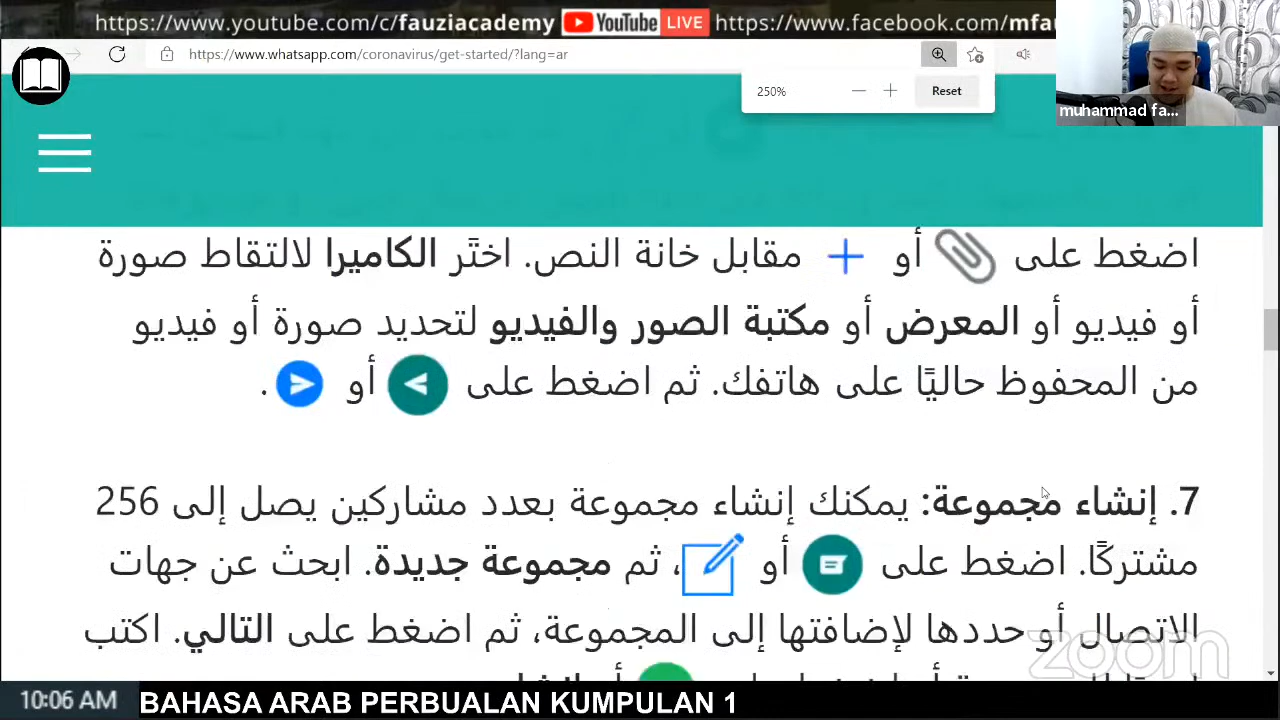 https://www.youtube.com/c/fauziacademy YouTube LIVE https://www.facebook.com/mfau
https://www.whatsapp.com/coronavirus/get-started/?lang=ar
250% Reset
muhammad fa...
اضغط على أو + مقابل خانة النص. اختَر الكاميرا لالتقاط صورة
أو فيديو أو المعرض أو مكتبة الصور والفيديو لتحديد صورة أو فيديو
من المحفوظ حاليًا على هاتفك. ثم اضغط على أو .
7. إنشاء مجموعة: يمكنك إنشاء مجموعة بعدد مشاركين يصل إلى 256
مشتركًا. اضغط على أو ، ثم مجموعة جديدة. ابحث عن جهات
الاتصال أو حددها لإضافتها إلى المجموعة، ثم اضغط على التالي. اكتب
zoom
10:06 AM BAHASA ARAB PERBUALAN KUMPULAN 1